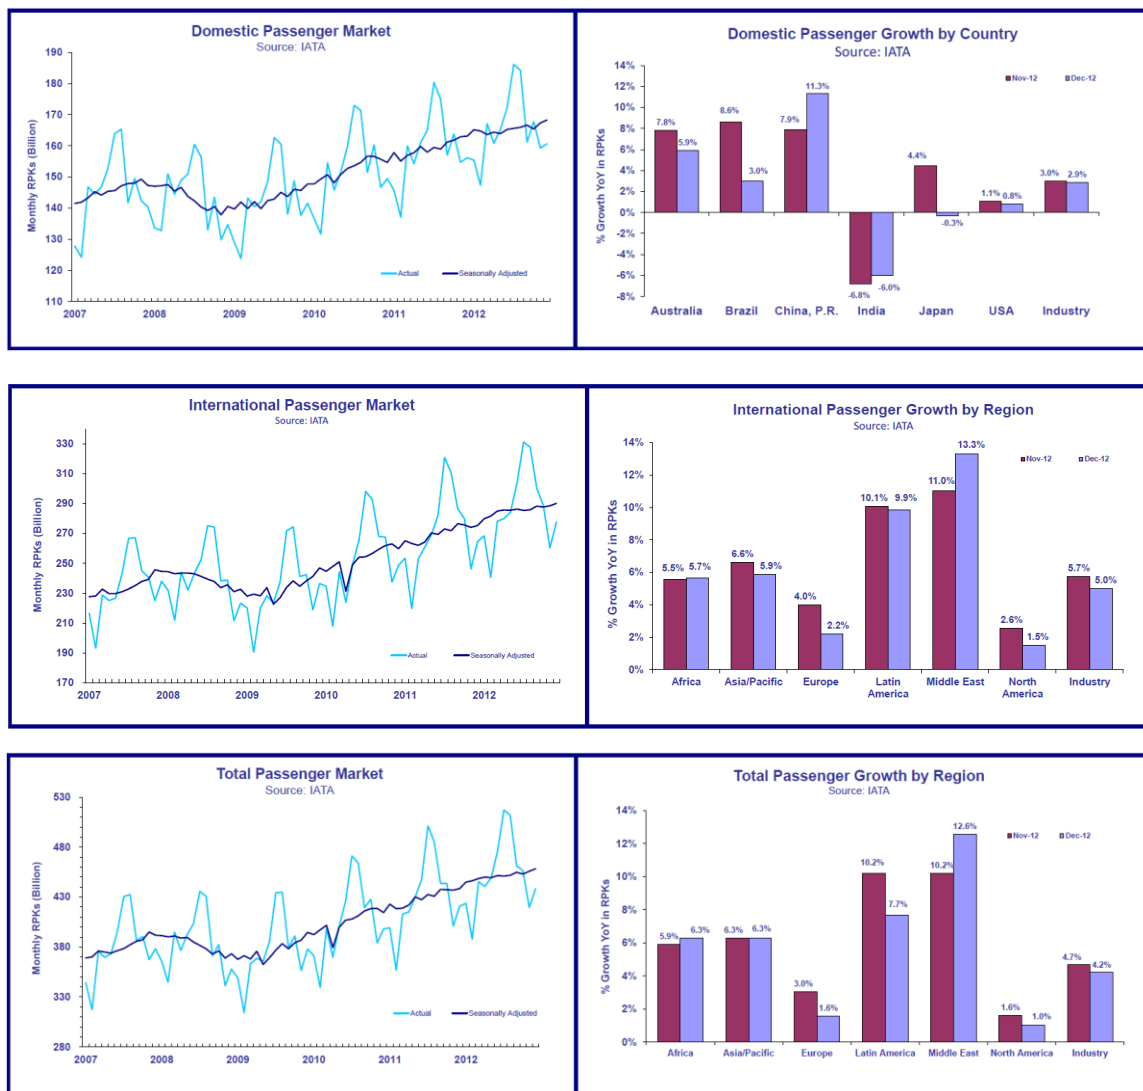 Domestic Passenger Market
Source: IATA
Monthly RPKs (Billion)
190
180
170
160
150
140
130
120
110
2007 2008 2009 2010 2011 2012
Actual Seasonally Adjusted
Domestic Passenger Growth by Country
Source: IATA
% Growth YoY in RPKs
14%
12%
10%
8%
6%
4%
2%
0%
-2%
-4%
-6%
-8%
Nov-12 Dec-12
7.8% 5.9% 8.6% 3.0% 7.9% 11.3% -6.8% -6.0% 4.4% -0.3% 1.1% 0.8% 3.0% 2.9%
Australia Brazil China, P.R. India Japan USA Industry
International Passenger Market
Source: IATA
Monthly RPKs (Billion)
330
310
290
270
250
230
210
190
170
2007 2008 2009 2010 2011 2012
Actual Seasonally Adjusted
International Passenger Growth by Region
Source: IATA
% Growth YoY in RPKs
14%
12%
10%
8%
6%
4%
2%
0%
Nov-12 Dec-12
5.5% 5.7% 6.6% 5.9% 4.0% 2.2% 10.1% 9.9% 11.0% 13.3% 2.6% 1.5% 5.7% 5.0%
Africa Asia/Pacific Europe Latin America Middle East North America Industry
Total Passenger Market
Source: IATA
Monthly RPKs (Billion)
530
480
430
380
330
280
2007 2008 2009 2010 2011 2012
Actual Seasonally Adjusted
Total Passenger Growth by Region
Source: IATA
% Growth YoY in RPKs
14%
12%
10%
8%
6%
4%
2%
0%
Nov-12 Dec-12
5.9% 6.3% 6.3% 6.3% 3.0% 1.6% 10.2% 7.7% 10.2% 12.6% 1.6% 1.0% 4.7% 4.2%
Africa Asia/Pacific Europe Latin America Middle East North America Industry